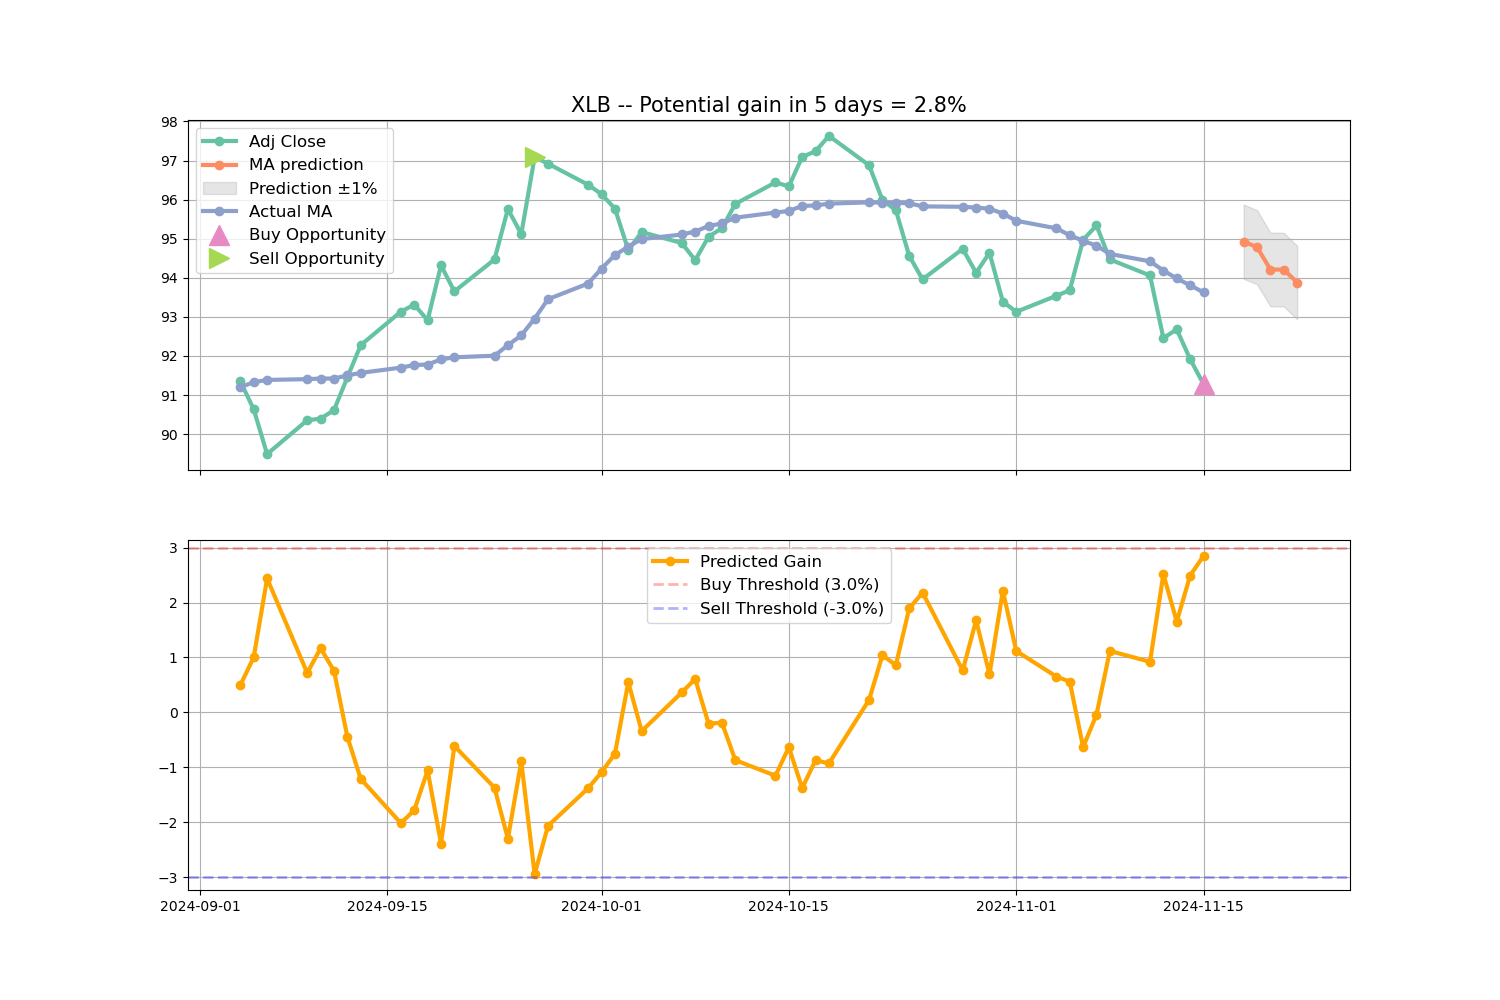 XLB -- Potential gain in 5 days = 2.8%
98
97
96
95
94
93
92
91
90
Adj Close
MA prediction
Prediction ±1%
Actual MA
Buy Opportunity
Sell Opportunity
3
2
1
0
−1
−2
−3
Predicted Gain
Buy Threshold (3.0%)
Sell Threshold (-3.0%)
2024-09-01 2024-09-15 2024-10-01 2024-10-15 2024-11-01 2024-11-15